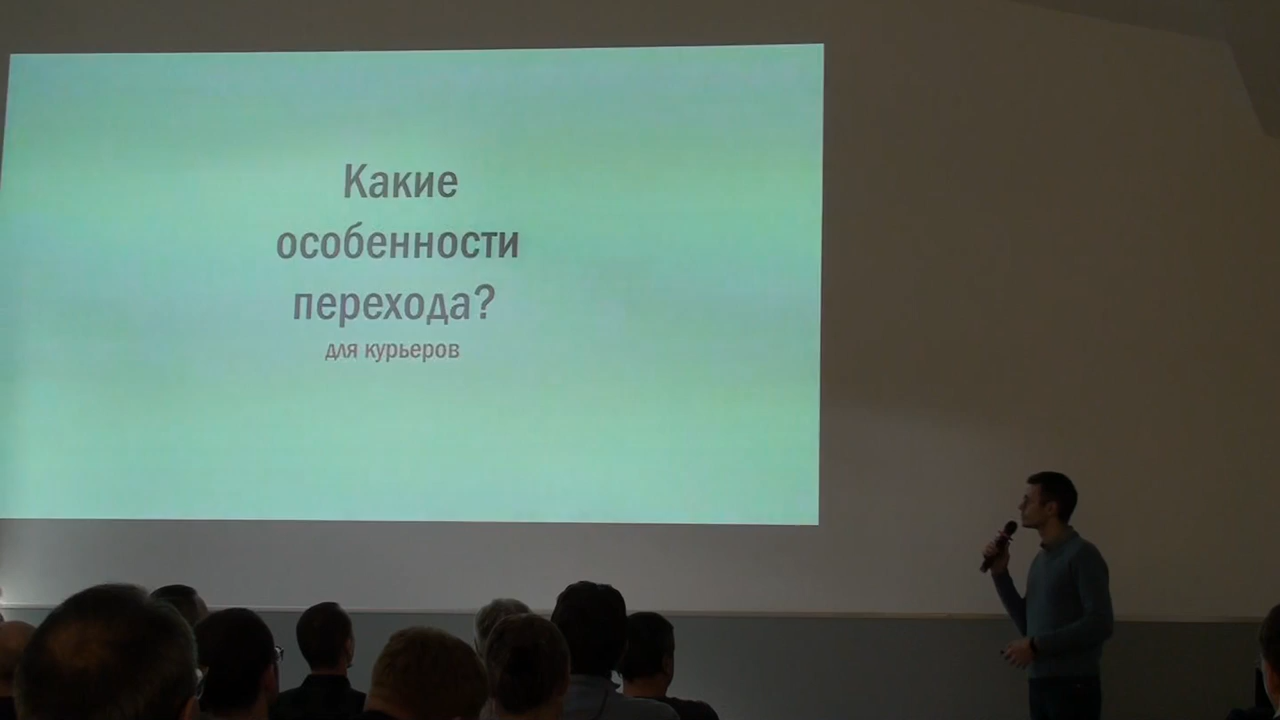 Какие
особенности
перехода?
для курьеров